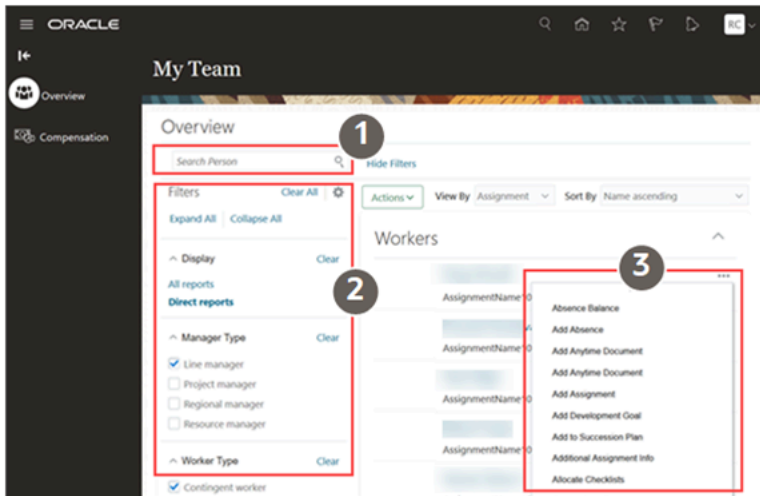 ORACLE
RC
My Team
Overview
Compensation
Overview
1
Search Person
Hide Filters
Filters Clear All
Actions View By Assignment Sort By Name ascending
Expand All Collapse All
Workers
Display Clear
All reports
Direct reports
2
Manager Type Clear
Line manager
Project manager
Regional manager
Resource manager
Worker Type Clear
Contingent worker
AssignmentName
AssignmentName
AssignmentName
AssignmentName
3
Absence Balance
Add Absence
Add Anytime Document
Add Anytime Document
Add Assignment
Add Development Goal
Add to Succession Plan
Additional Assignment Info
Allocate Checklists